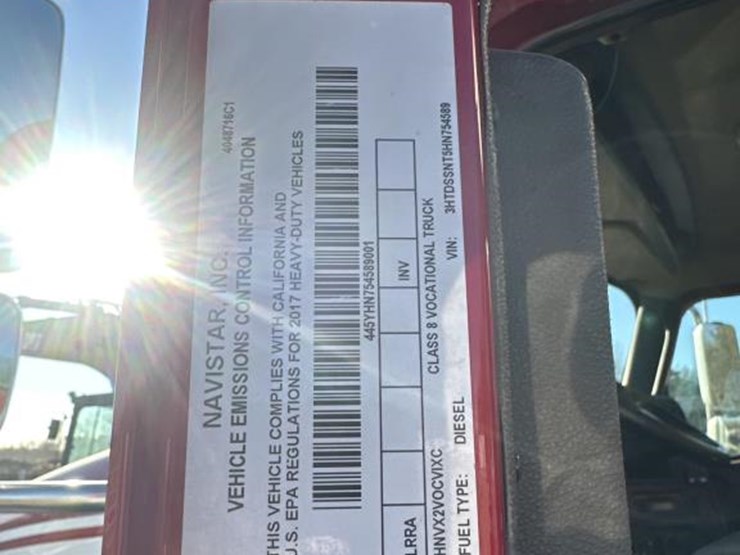 4048716C1
NAVISTAR, INC.
VEHICLE EMISSIONS CONTROL INFORMATION
THIS VEHICLE COMPLIES WITH CALIFORNIA AND
U.S. EPA REGULATIONS FOR 2017 HEAVY-DUTY VEHICLES
445YHN754589001
LRRA INV
HNVX2VOCVIXC CLASS 8 VOCATIONAL TRUCK
FUEL TYPE: DIESEL VIN: 3HTDSSNT5HN754589